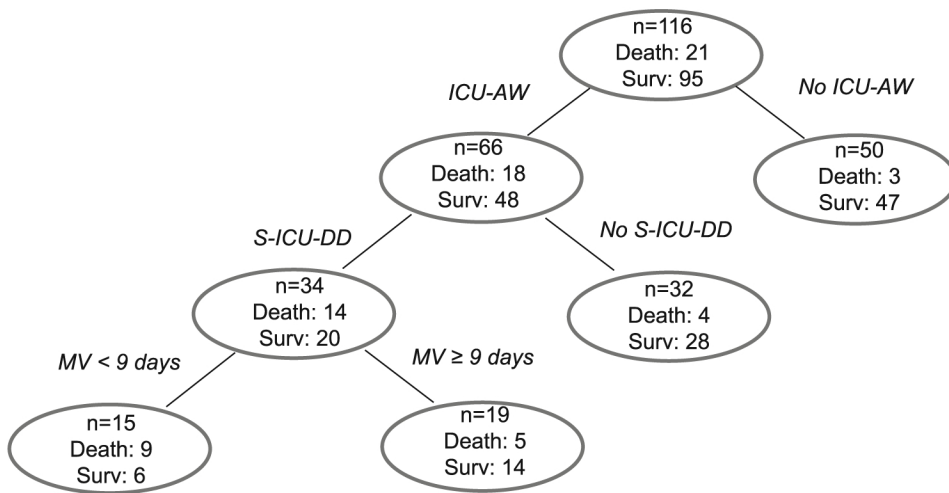 n=116
Death: 21
Surv: 95
ICU-AW
No ICU-AW
n=66
Death: 18
Surv: 48
n=50
Death: 3
Surv: 47
S-ICU-DD
No S-ICU-DD
n=34
Death: 14
Surv: 20
n=32
Death: 4
Surv: 28
MV < 9 days
MV ≥ 9 days
n=15
Death: 9
Surv: 6
n=19
Death: 5
Surv: 14